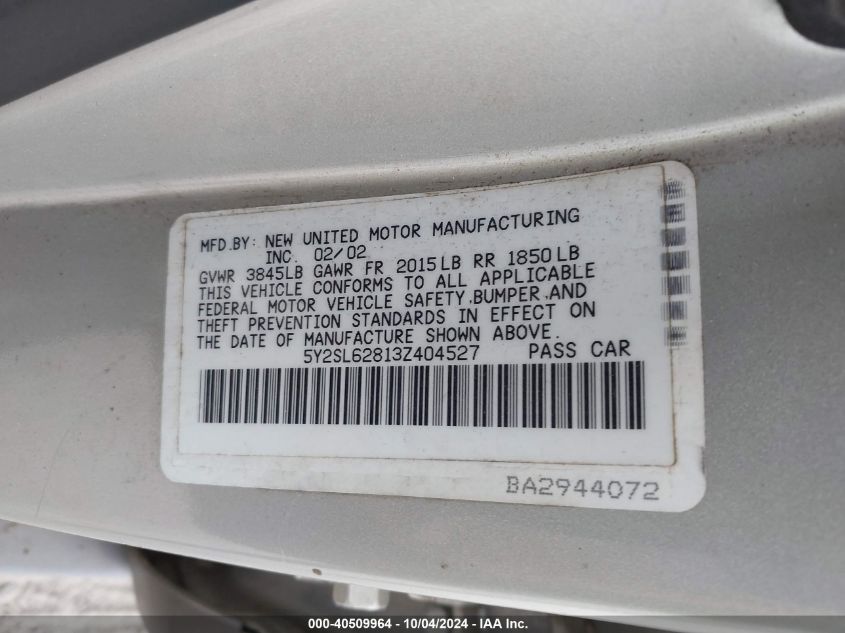 MFD.BY: NEW UNITED MOTOR MANUFACTURING
INC. 02/02
GVWR 3845LB GAWR FR 2015LB RR 1850LB
THIS VEHICLE CONFORMS TO ALL APPLICABLE
FEDERAL MOTOR VEHICLE SAFETY,BUMPER,AND
THEFT PREVENTION STANDARDS IN EFFECT ON
THE DATE OF MANUFACTURE SHOWN ABOVE.
5Y2SL62813Z404527 PASS CAR
BA2944072
000-40509964 - 10/04/2024 - IAA Inc.